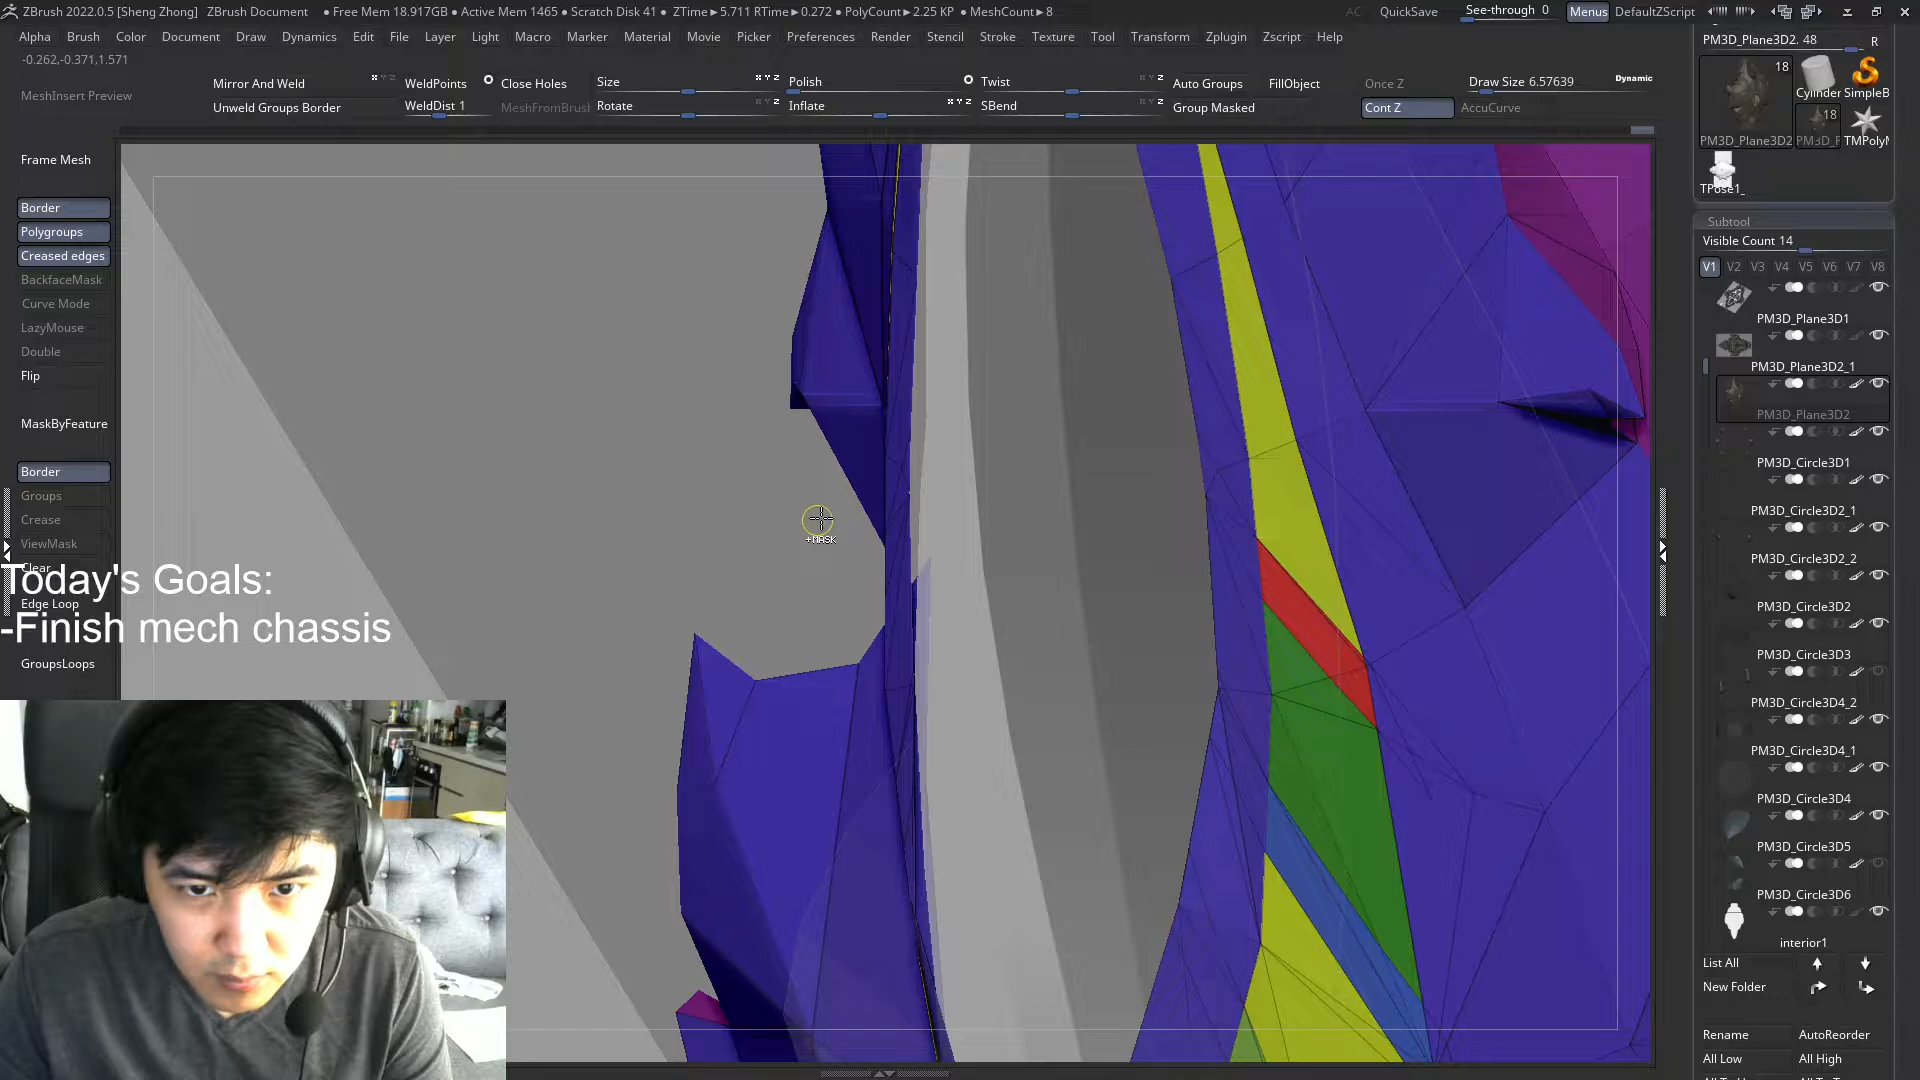 ZBrush 2022.0.5 [Sheng Zhong]
ZBrush Document
• Free Mem 18.917GB • Active Mem 1465 • Scratch Disk 41 • ZTime▸5.711 RTime▸0.272 • PolyCount▸2.25 KP • MeshCount▸8
AC
QuickSave
See-through 0
Menus
DefaultZScript
Alpha Brush Color Document Draw Dynamics Edit File Layer Light Macro Marker Material Movie Picker Preferences Render Stencil Stroke Texture Tool Transform Zplugin Zscript Help
-0.262,-0.371,1.571
MeshInsert Preview
Mirror And Weld
Unweld Groups Border
WeldPoints
WeldDist 1
Close Holes
MeshFromBrush
Size
Rotate
Polish
Inflate
Twist
SBend
Auto Groups
Group Masked
FillObject
Once Z
Cont Z
Draw Size 6.57639
Dynamic
AccuCurve
PM3D_Plane3D2. 48
R
18
Cylinder
SimpleB
18
PM3D_Plane3D2
PM3D_F
TMPolyM
TPose1_
Frame Mesh
Border
Polygroups
Creased edges
BackfaceMask
Curve Mode
LazyMouse
Double
Flip
MaskByFeature
Border
Groups
Crease
ViewMask
Clear
Edge Loop
GroupsLoops
Today's Goals:
-Finish mech chassis
+MASK
Subtool
Visible Count 14
V1 V2 V3 V4 V5 V6 V7 V8
PM3D_Plane3D1
PM3D_Plane3D2_1
PM3D_Plane3D2
PM3D_Circle3D1
PM3D_Circle3D2_1
PM3D_Circle3D2_2
PM3D_Circle3D2
PM3D_Circle3D3
PM3D_Circle3D4_2
PM3D_Circle3D4_1
PM3D_Circle3D4
PM3D_Circle3D5
PM3D_Circle3D6
interior1
List All
New Folder
Rename
AutoReorder
All Low
All High